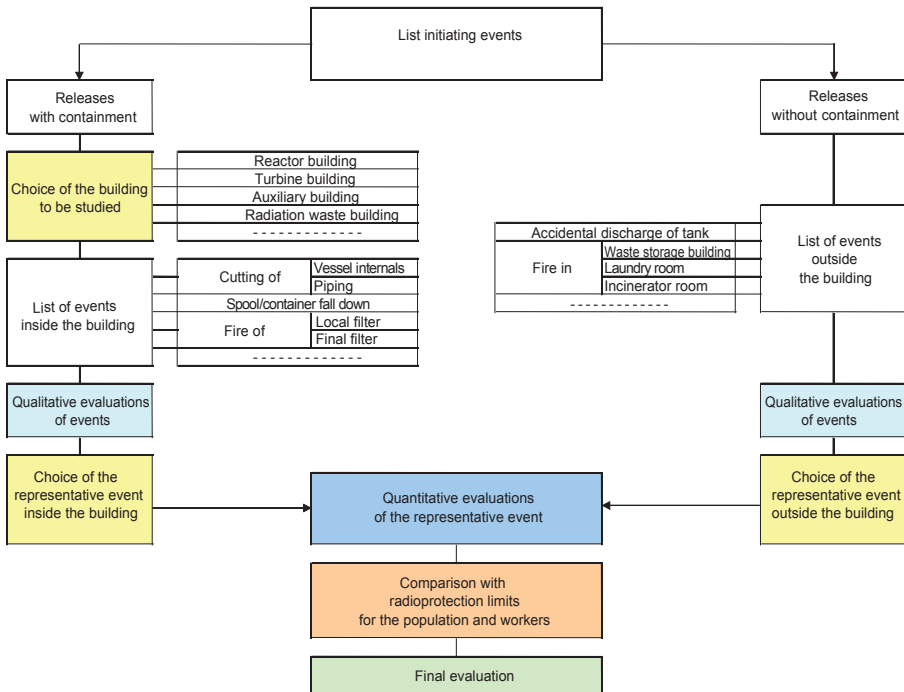 List initiating events
Releases
with containment
Releases
without containment
Choice of the building
to be studied
Reactor building
Turbine building
Auxiliary building
Radiation waste building
- - - - - - - - - - - - -
List of events
inside the building
Cutting of
Vessel internals
Piping
Spool/container fall down
Fire of
Local filter
Final filter
- - - - - - - - - - - - -
Accidental discharge of tank
Fire in
Waste storage building
Laundry room
Incinerator room
- - - - - - - - - - - - -
List of events
outside
the building
Qualitative evaluations
of events
Qualitative evaluations
of events
Choice of the
representative event
inside the building
Quantitative evaluations
of the representative event
Choice of the
representative event
outside the building
Comparison with
radioprotection limits
for the population and workers
Final evaluation